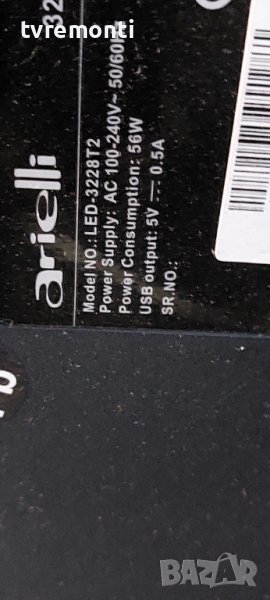 tvremonti
32
arielli
Model NO.: LED-3228T2
Power Supply: AC 100-240V~ 50/60Hz
Power Consumption: 56W
USB output: 5V ⎓ 0.5A
SR.NO.:
BAZAR